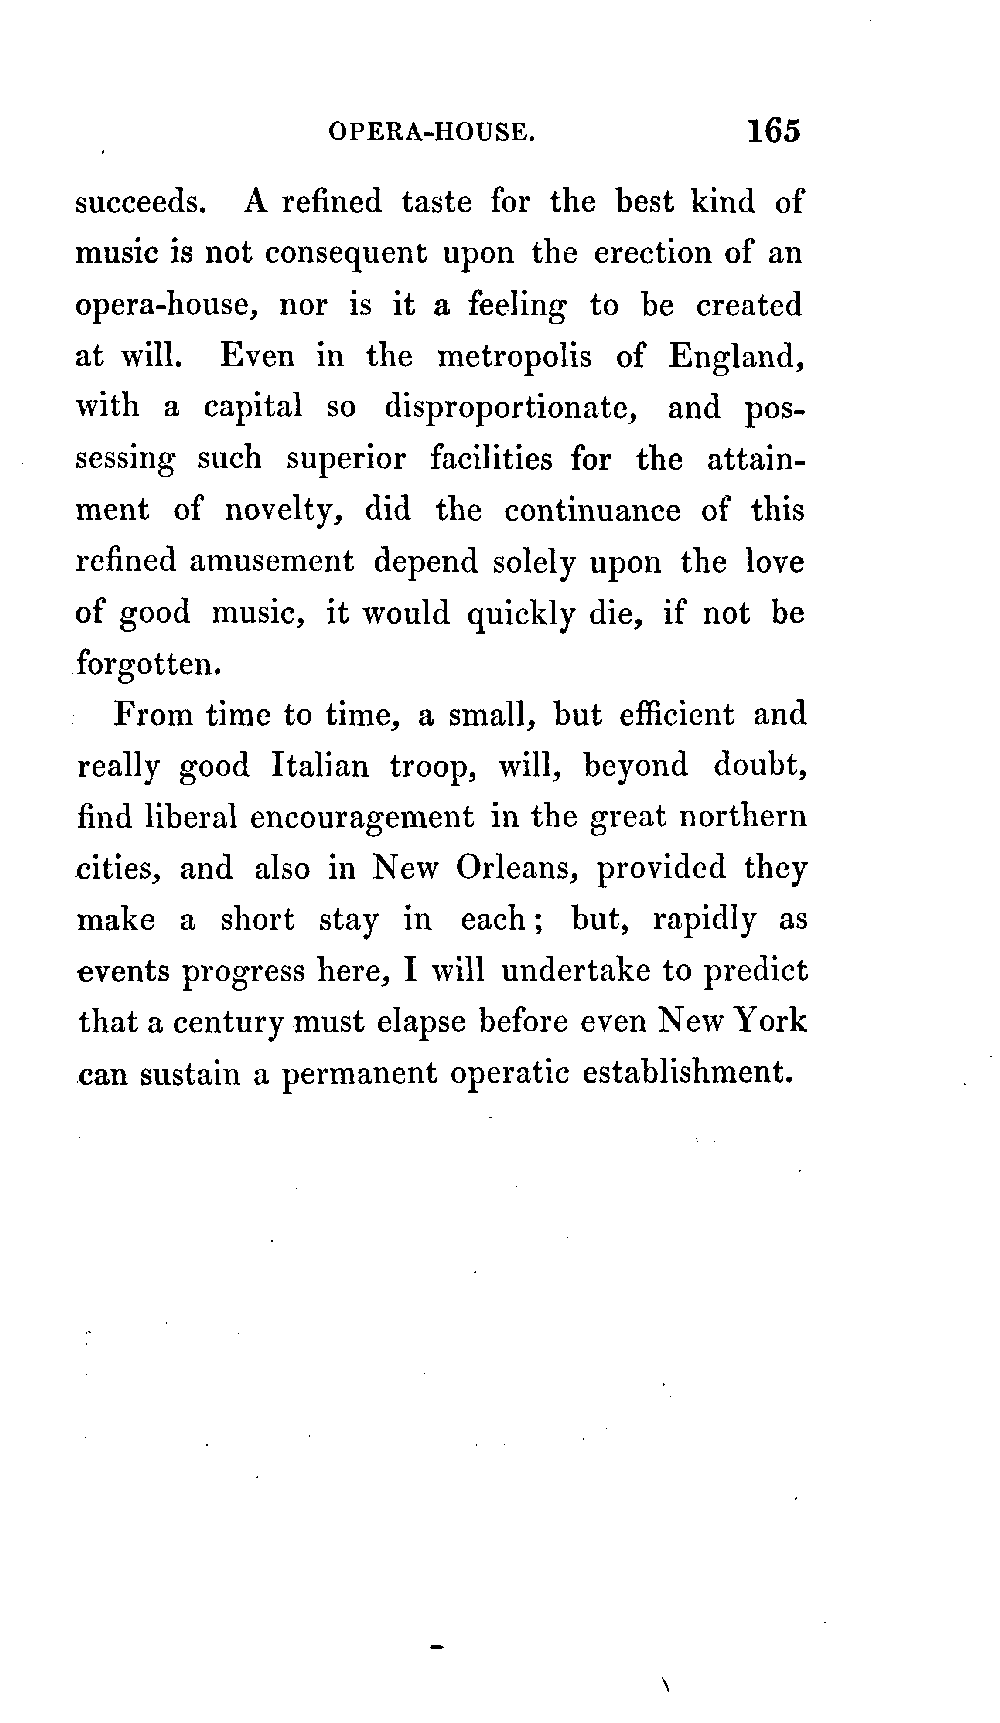 OPERA-HOUSE. 165
succeeds. A refined taste for the best kind of
music is not consequent upon the erection of an
opera-house, nor is it a feeling to be created
at will. Even in the metropolis of England,
with a capital so disproportionate, and pos-
sessing such superior facilities for the attain-
ment of novelty, did the continuance of this
refined amusement depend solely upon the love
of good music, it would quickly die, if not be
forgotten.
From time to time, a small, but efficient and
really good Italian troop, will, beyond doubt,
find liberal encouragement in the great northern
cities, and also in New Orleans, provided they
make a short stay in each; but, rapidly as
events progress here, I will undertake to predict
that a century must elapse before even New York
can sustain a permanent operatic establishment.